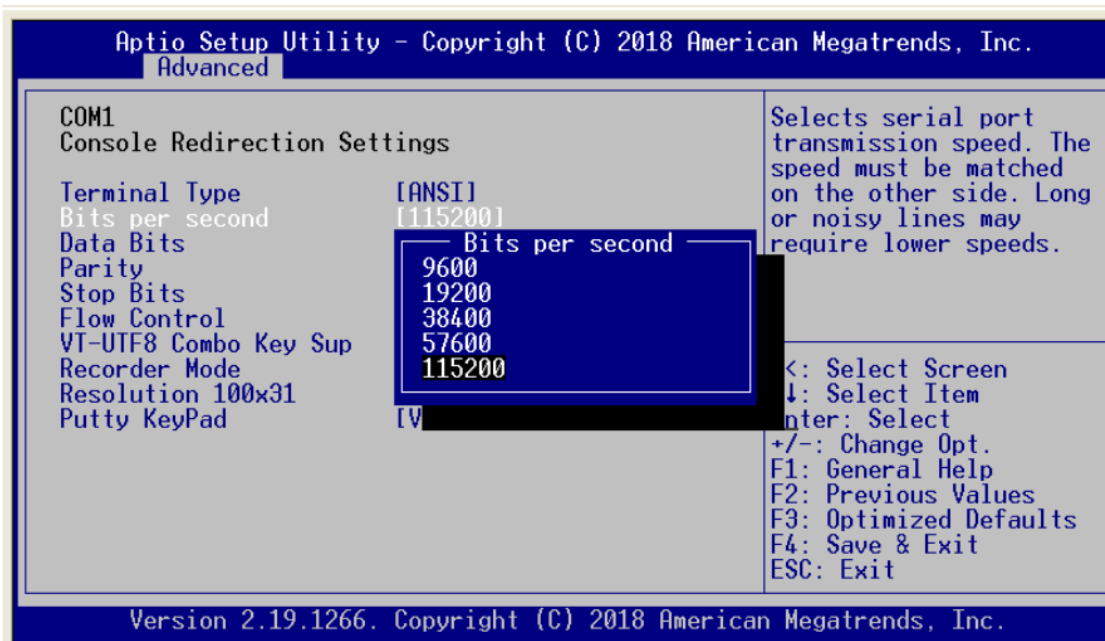 Aptio Setup Utility - Copyright (C) 2018 American Megatrends, Inc.
Advanced
COM1
Console Redirection Settings
Terminal Type [ANSI]
Bits per second [115200]
Data Bits
Parity
Stop Bits
Flow Control
VT-UTF8 Combo Key Sup
Recorder Mode
Resolution 100x31
Putty KeyPad [V
Bits per second
9600
19200
38400
57600
115200
Selects serial port
transmission speed. The
speed must be matched
on the other side. Long
or noisy lines may
require lower speeds.
<: Select Screen
↓: Select Item
nter: Select
+/-: Change Opt.
F1: General Help
F2: Previous Values
F3: Optimized Defaults
F4: Save & Exit
ESC: Exit
Version 2.19.1266. Copyright (C) 2018 American Megatrends, Inc.